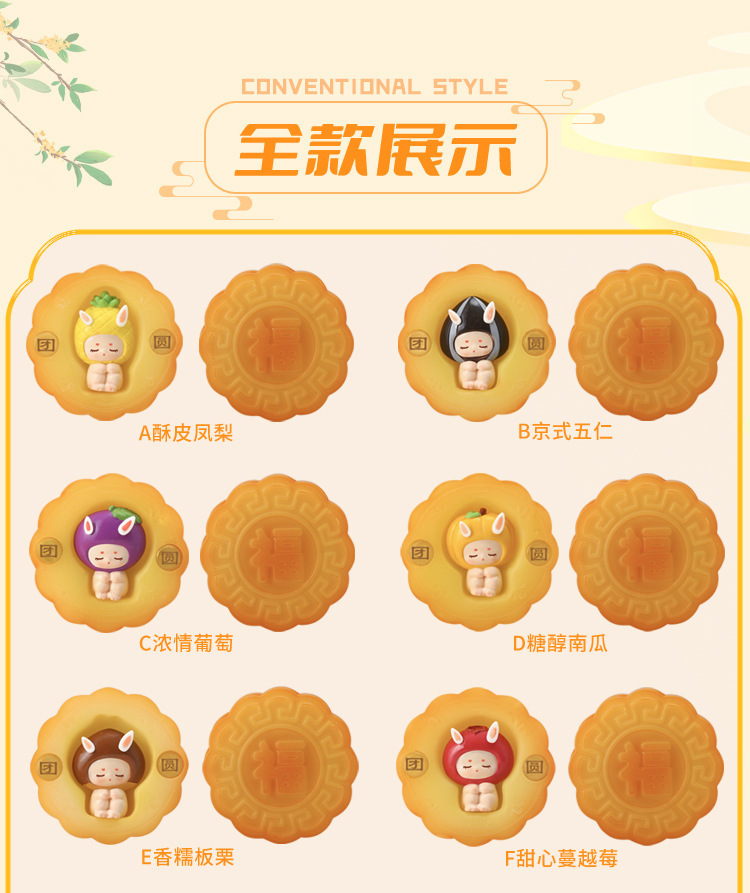 CONVENTIONAL STYLE
全款展示
团 圆 福
团 圆 福
A酥皮凤梨
B京式五仁
团 圆 福
团 圆 福
C浓情葡萄
D糖醇南瓜
团 圆 福
团 圆 福
E香糯板栗
F甜心蔓越莓